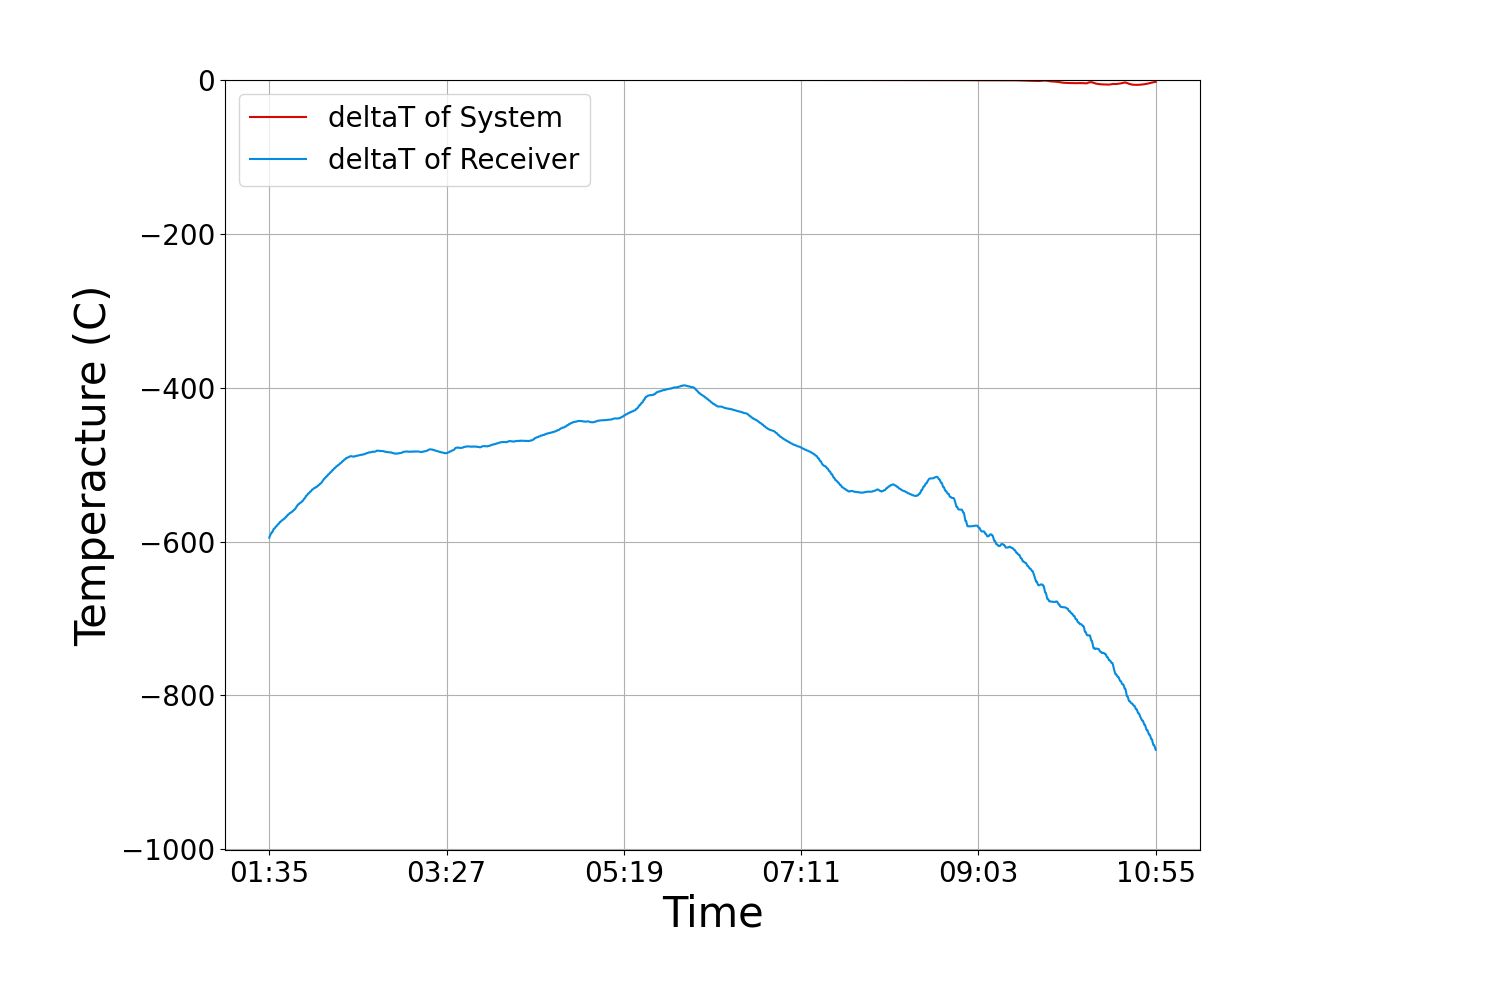 0
deltaT of System
deltaT of Receiver
−200
−400
−600
−800
−1000
Temperacture (C)
01:35 03:27 05:19 07:11 09:03 10:55
Time